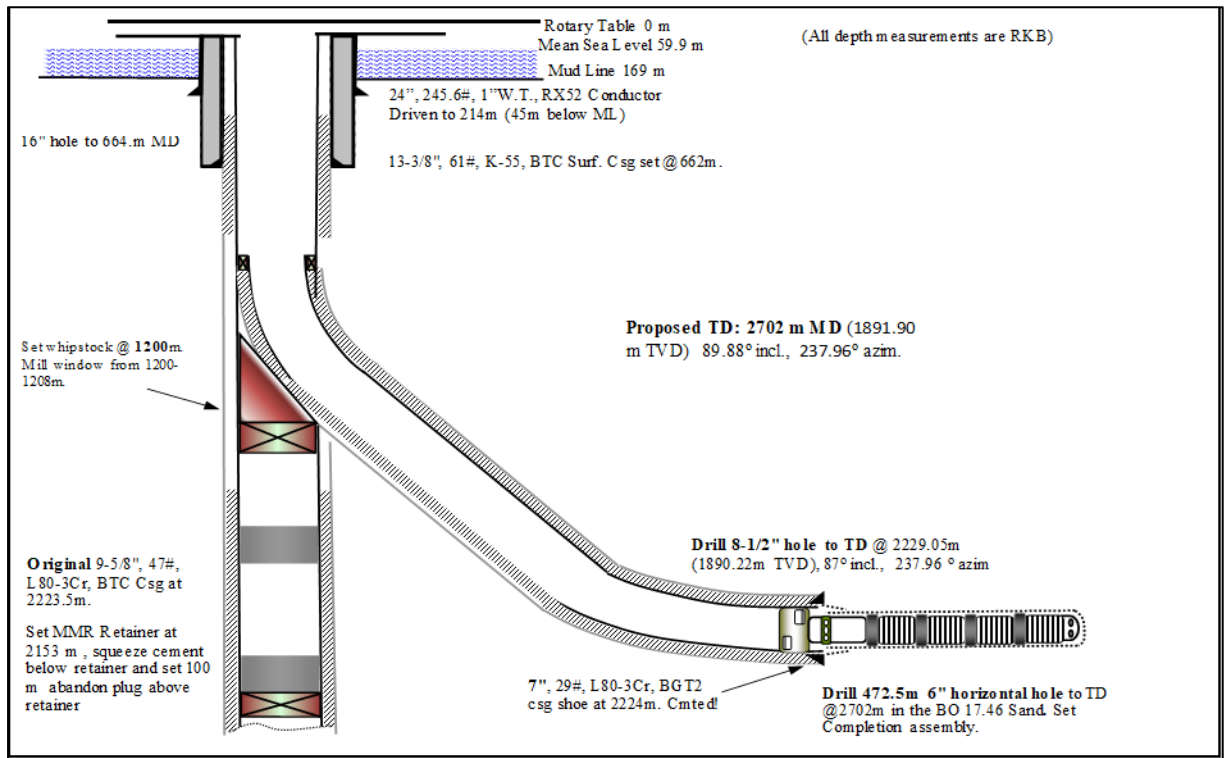 Rotary Table 0 m
Mean Sea Level 59.9 m
(All depth measurements are RKB)
Mud Line 169 m
24”, 245.6#, 1”W.T., RX52 Conductor
Driven to 214m (45m below ML)
16" hole to 664.m MD
13-3/8", 61#, K-55, BTC Surf. Csg set @ 662m.
Proposed TD: 2702 m MD (1891.90
m TVD) 89.88° incl., 237.96° azim.
Set whipstock @ 1200m.
Mill window from 1200-
1208m.
Drill 8-1/2" hole to TD @ 2229.05m
(1890.22m TVD), 87° incl., 237.96 ° azim
Original 9-5/8", 47#,
L80-3Cr, BTC Csg at
2223.5m.
Set MMR Retainer at
2153 m , squeeze cement
below retainer and set 100
m abandon plug above
retainer
7", 29#, L80-3Cr, BGT2
csg shoe at 2224m. Cmted!
Drill 472.5m 6" horizontal hole to TD
@2702m in the BO 17.46 Sand. Set
Completion assembly.